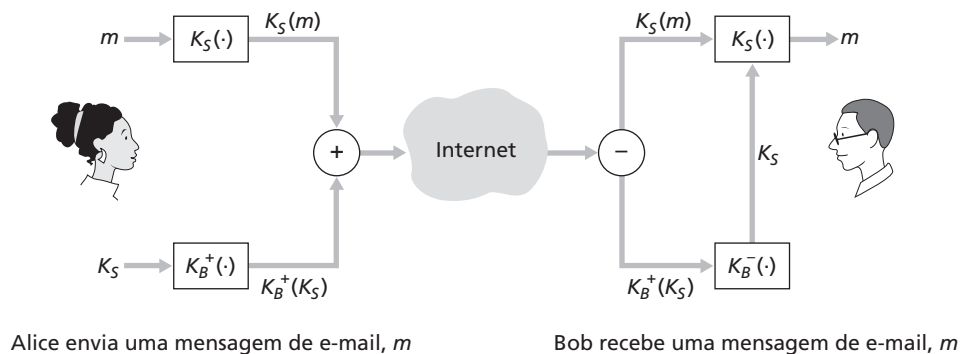 m K_S(·) K_S(m) K_S(m) K_S(·) m
+ Internet − K_S
K_S K_B^+(·) K_B^+(K_S) K_B^+(K_S) K_B^−(·)
Alice envia uma mensagem de e-mail, m
Bob recebe uma mensagem de e-mail, m